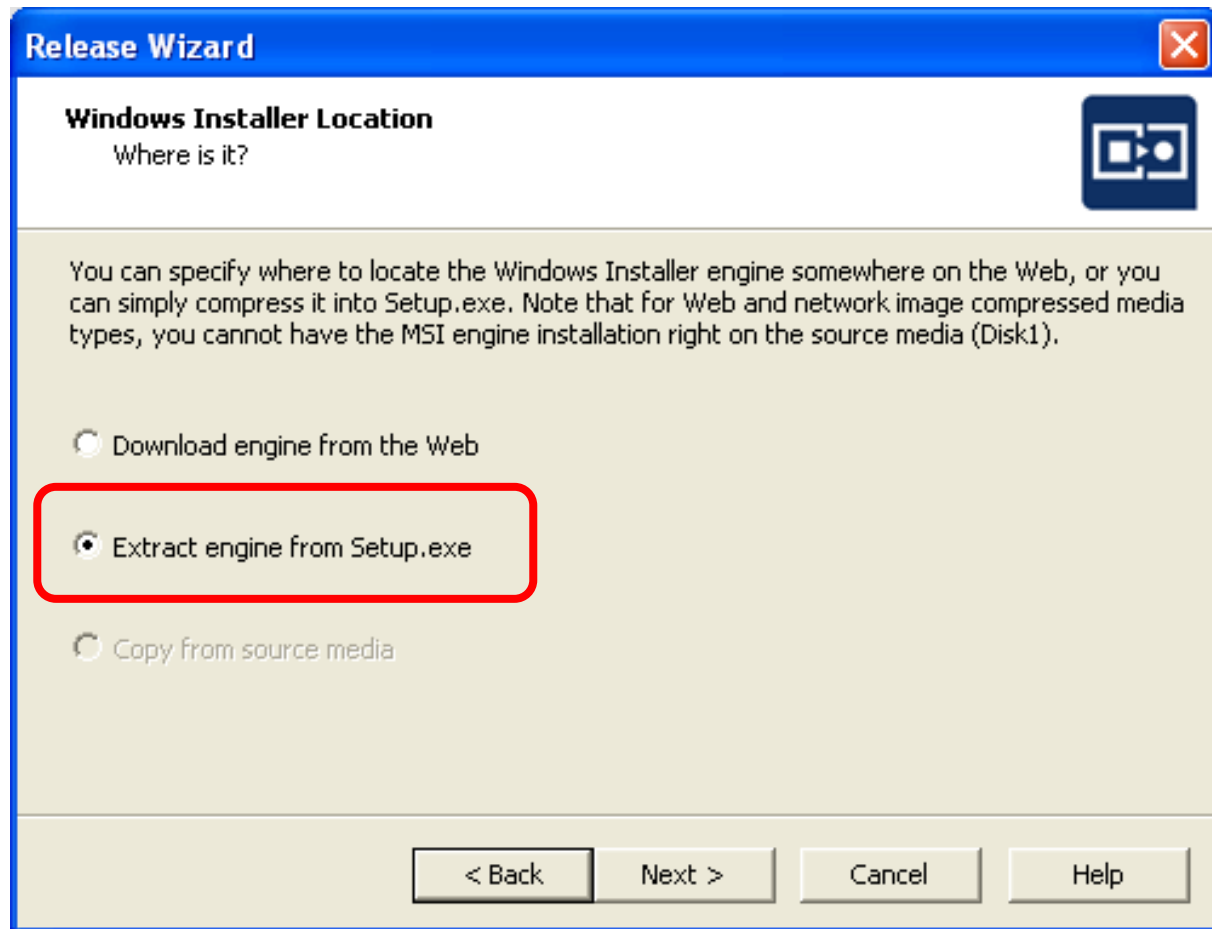 Release Wizard
Windows Installer Location
Where is it?
You can specify where to locate the Windows Installer engine somewhere on the Web, or you
can simply compress it into Setup.exe. Note that for Web and network image compressed media
types, you cannot have the MSI engine installation right on the source media (Disk1).
Download engine from the Web
Extract engine from Setup.exe
Copy from source media
< Back Next > Cancel Help